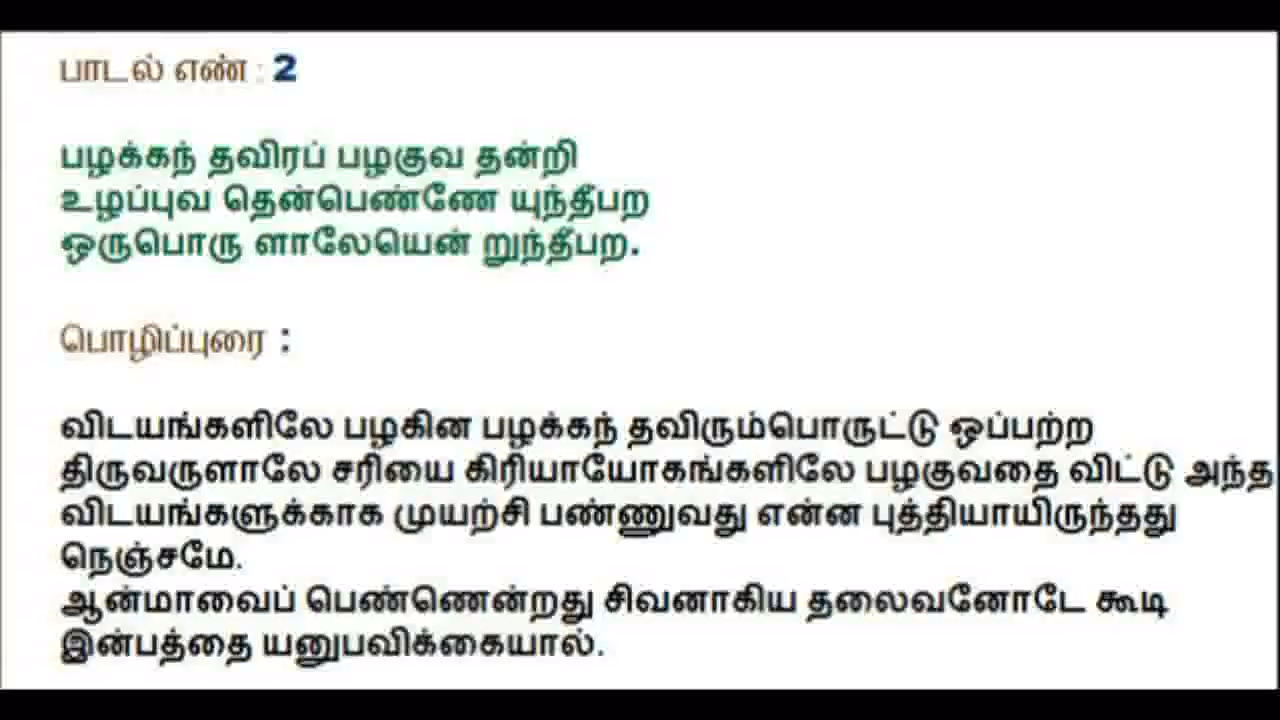 பாடல் எண் : 2
பழக்கந் தவிரப் பழகுவ தன்றி
உழப்புவ தென்பெண்ணே யுந்தீபற
ஒருபொரு ளாலேயென் றுந்தீபற.
பொழிப்புரை :
விடயங்களிலே பழகின பழக்கந் தவிரும்பொருட்டு ஒப்பற்ற
திருவருளாலே சரியை கிரியாயோகங்களிலே பழகுவதை விட்டு அந்த
விடயங்களுக்காக முயற்சி பண்ணுவது என்ன புத்தியாயிருந்தது
நெஞ்சமே.
ஆன்மாவைப் பெண்ணென்றது சிவனாகிய தலைவனோடே கூடி
இன்பத்தை யனுபவிக்கையால்.